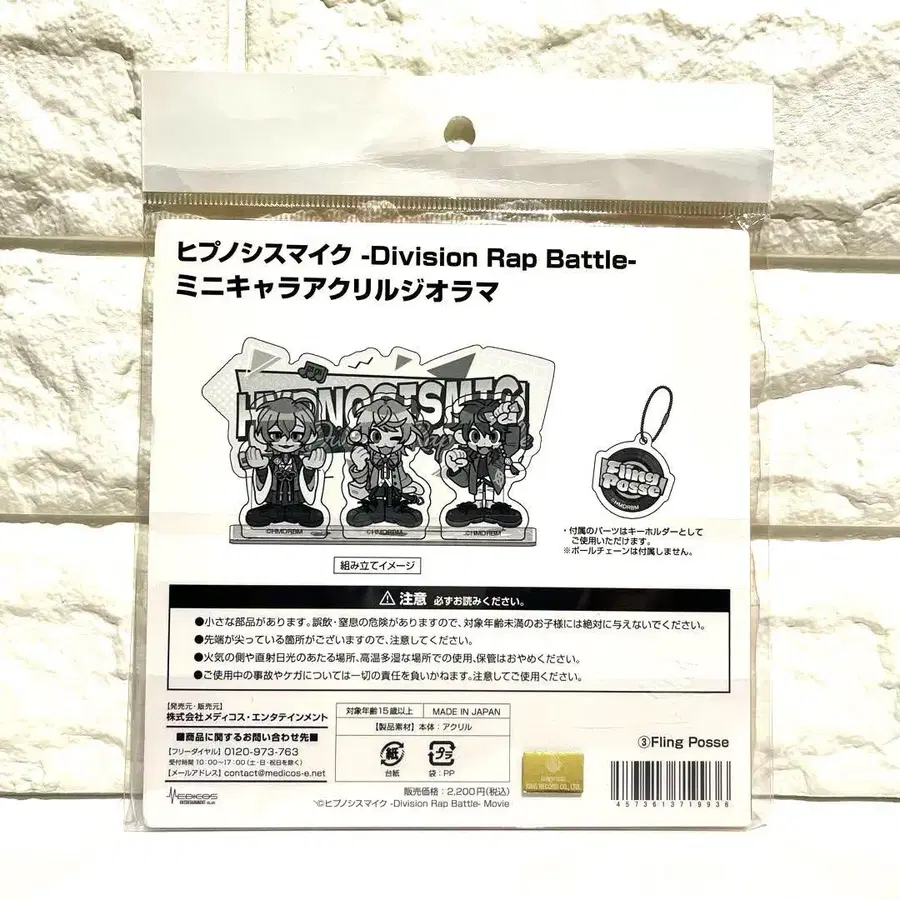 ヒプノシスマイク -Division Rap Battle-
ミニキャラアクリルジオラマ
HYPNOSISMIC
©HMDRBM
©HMDRBM
©HMDRBM
Fling
Posse
©HMDRBM
・付属のパーツはキーホルダーとして
ご使用いただけます。
※ボールチェーンは付属しません。
組み立てイメージ
⚠ 注意 必ずお読みください。
●小さな部品があります。誤飲・窒息の危険がありますので、対象年齢未満のお子様には絶対に与えないでください。
●先端が尖っている箇所がございますので、注意してください。
●火気の側や直射日光のあたる場所、高温多湿な場所での使用、保管はおやめください。
●ご使用中の事故やケガについては一切の責任を負いかねます。注意してご使用ください。
【発売元・販売元】
株式会社メディコス・エンタテインメント
■商品に関するお問い合わせ先■
【フリーダイヤル】0120-973-763
受付時間 10:00~17:00(土・日・祝日を除く)
【メールアドレス】contact@medicos-e.net
MEDICOS
ENTERTAINMENT
対象年齢15歳以上 MADE IN JAPAN
【製品素材】本体:アクリル
紙
台紙
プラ
袋:PP
販売価格:2,200円(税込)
©ヒプノシスマイク -Division Rap Battle- Movie
KING RECORD CO., LTD.
③Fling Posse
4573613719938